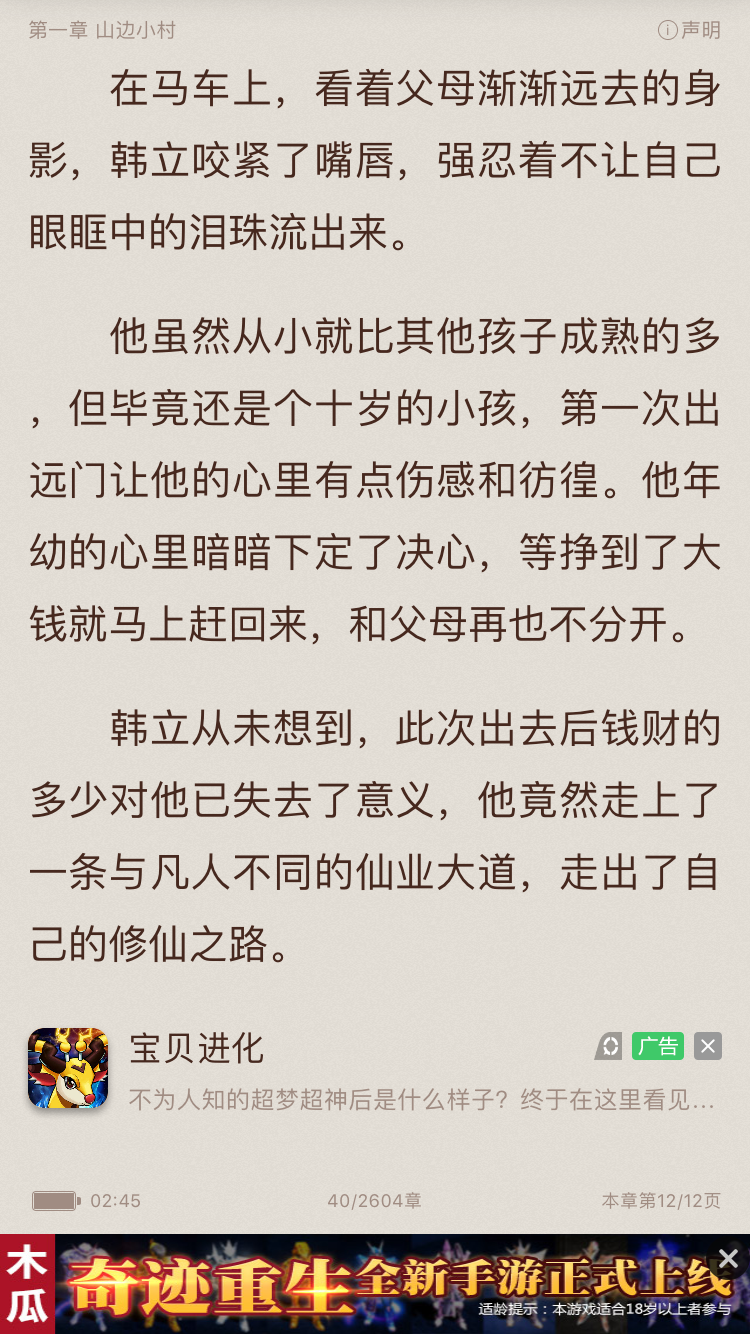 第一章 山边小村
ⓘ声明
在马车上，看着父母渐渐远去的身
影，韩立咬紧了嘴唇，强忍着不让自己
眼眶中的泪珠流出来。
他虽然从小就比其他孩子成熟的多
，但毕竟还是个十岁的小孩，第一次出
远门让他的心里有点伤感和彷徨。他年
幼的心里暗暗下定了决心，等挣到了大
钱就马上赶回来，和父母再也不分开。
韩立从未想到，此次出去后钱财的
多少对他已失去了意义，他竟然走上了
一条与凡人不同的仙业大道，走出了自
己的修仙之路。
宝贝进化
广告
不为人知的超梦超神后是什么样子？终于在这里看见...
02:45
40/2604章
本章第12/12页
木瓜
奇迹重生全新手游正式上线
适龄提示：本游戏适合18岁以上者参与